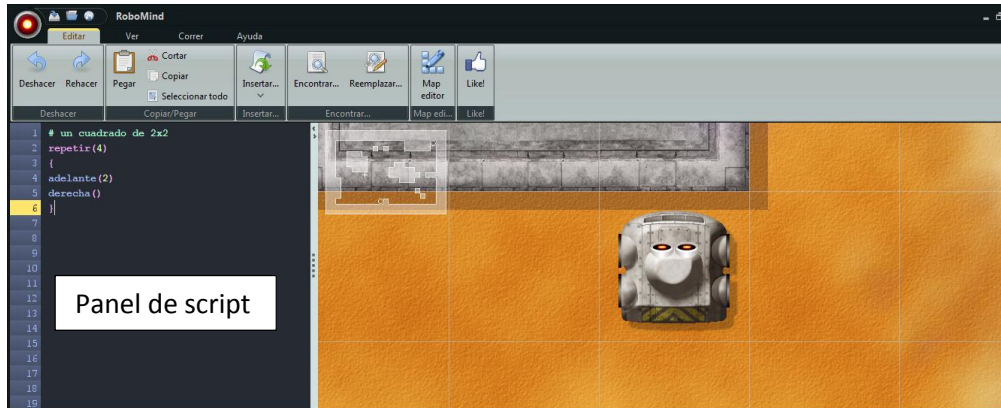 RoboMind
Editar Ver Correr Ayuda
Deshacer Rehacer Pegar Cortar Copiar Seleccionar todo Insertar... Encontrar... Reemplazar... Map editor Like!
Deshacer Copiar/Pegar Insertar... Encontrar... Map edi... Like!
1 # un cuadrado de 2x2
2 repetir(4)
3 {
4 adelante(2)
5 derecha()
6 }
7
8
9
10
11
12
13
14
15
16
17
18
19
Panel de script